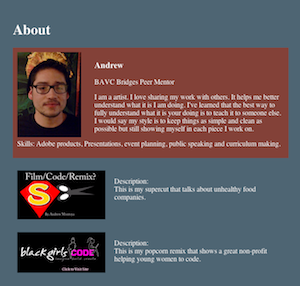 About
Andrew
BAVC Bridges Peer Mentor
I am a artist. I love sharing my work with others. It helps me better
understand what it is I am doing. I've learned that the best way to
fully understand what it is your doing is to teach it to someone else.
I would say my style is to keep things as simple and clean as
possible but still showing myself in each piece I work on.
Skills: Adobe products, Presentations, event planning, public speaking and curriculum making.
Film/Code/Remix?
S
By Andrew
Description:
This is my supercut that talks about unhealthy food
companies.
black girls CODE
Description:
This is my popcorn remix that shows a great non-profit
helping young women to code.